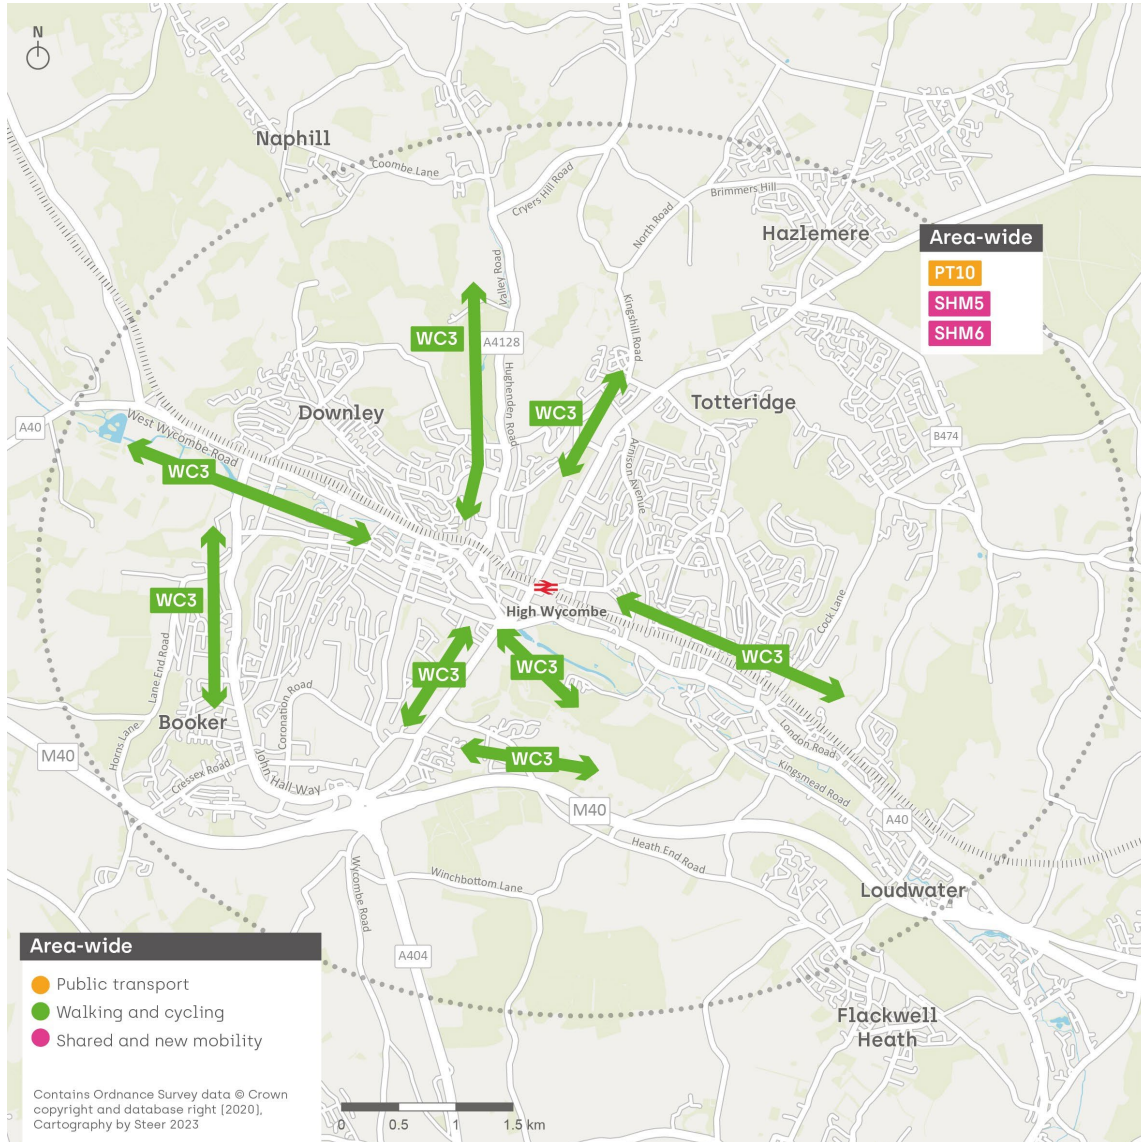 N
Naphill
Coombe Lane
Cryers Hill Road
Brimmers Hill
North Road
Hazlemere
Area-wide
PT10
SHM5
SHM6
Valley Road
Kingshill Road
WC3
A4128
Hughenden Road
WC3
Downley
Totteridge
A40
West Wycombe Road
B474
Arnison Avenue
WC3
WC3
High Wycombe
Cock Lane
WC3
WC3
WC3
Lane End Road
Coronation Road
Booker
M40
Horns Lane
Cressex Road
John Hall Way
WC3
London Road
Kingsmead Road
M40
A40
Heath End Road
Wycombe Road
Winchbottom Lane
Loudwater
A404
Flackwell
Heath
Area-wide
Public transport
Walking and cycling
Shared and new mobility
Contains Ordnance Survey data © Crown
copyright and database right [2020],
Cartography by Steer 2023
0 0.5 1 1.5 km